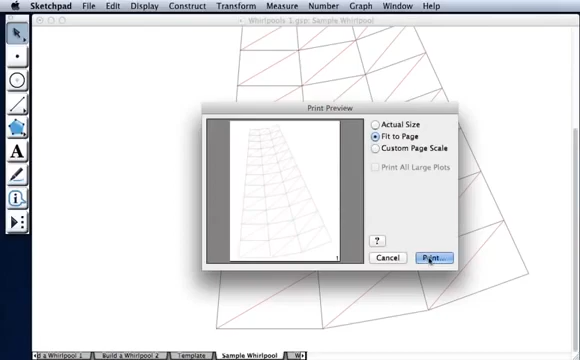 Sketchpad File Edit Display Construct Transform Measure Number Graph Window Help
Whirlpools 1.gsp: Sample Whirlpool
Print Preview
Actual Size
Fit to Page
Custom Page Scale
Print All Large Plots
1
?
Cancel Print...
A
d a Whirlpool 1 Build a Whirlpool 2 Template Sample Whirlpool W